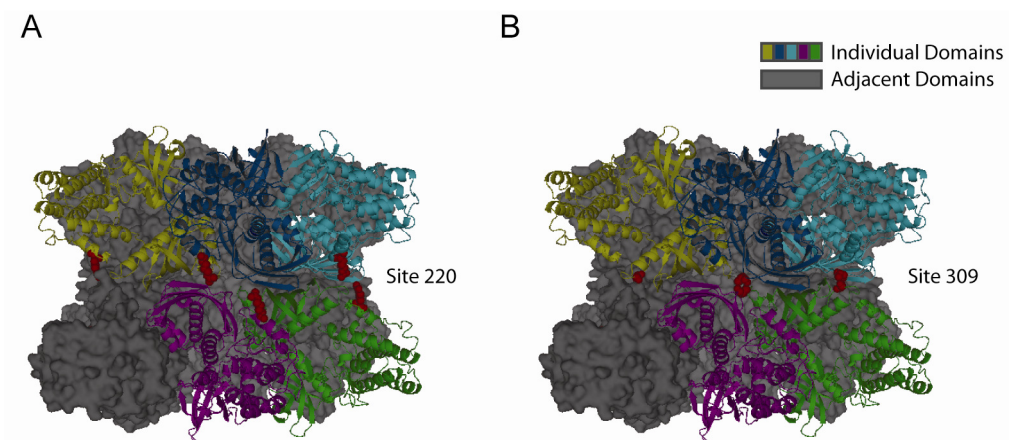 A
B
Individual Domains
Adjacent Domains
Site 220
Site 309